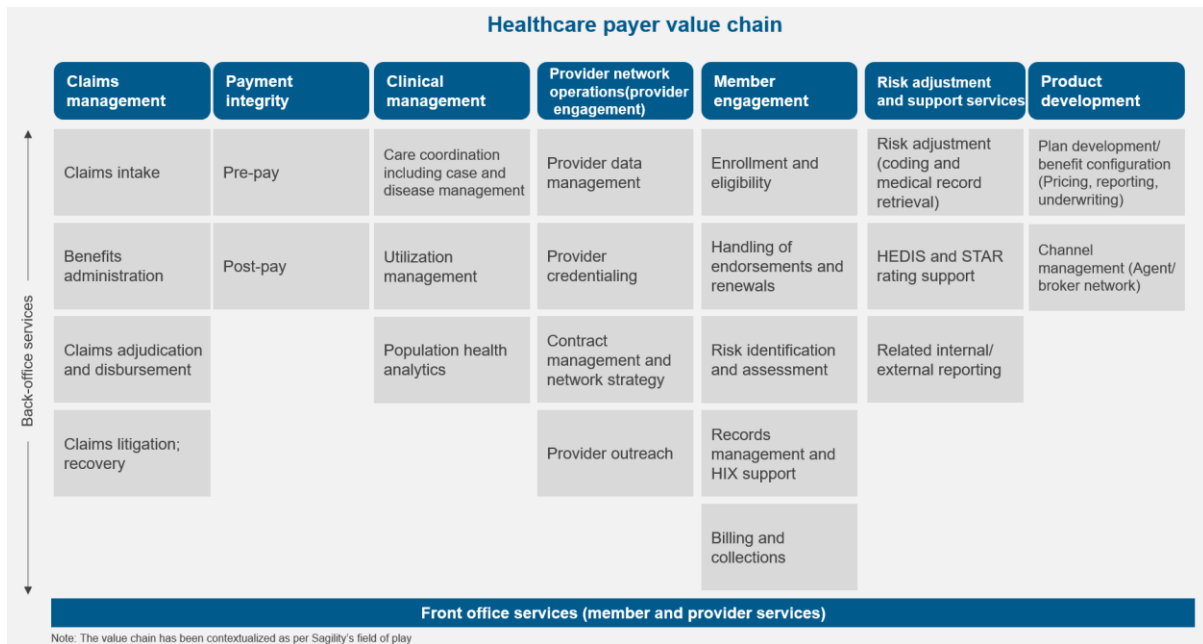 Healthcare payer value chain
Claims
management
Payment
integrity
Clinical
management
Provider network
operations(provider
engagement)
Member
engagement
Risk adjustment
and support services
Product
development
Back-office services
Claims intake
Pre-pay
Care coordination
including case and
disease management
Provider data
management
Enrollment and
eligibility
Risk adjustment
(coding and
medical record
retrieval)
Plan development/
benefit configuration
(Pricing, reporting,
underwriting)
Benefits
administration
Post-pay
Utilization
management
Provider
credentialing
Handling of
endorsements and
renewals
HEDIS and STAR
rating support
Channel
management (Agent/
broker network)
Claims adjudication
and disbursement
Population health
analytics
Contract
management and
network strategy
Risk identification
and assessment
Related internal/
external reporting
Claims litigation;
recovery
Provider outreach
Records
management and
HIX support
Billing and
collections
Front office services (member and provider services)
Note: The value chain has been contextualized as per Sagility's field of play